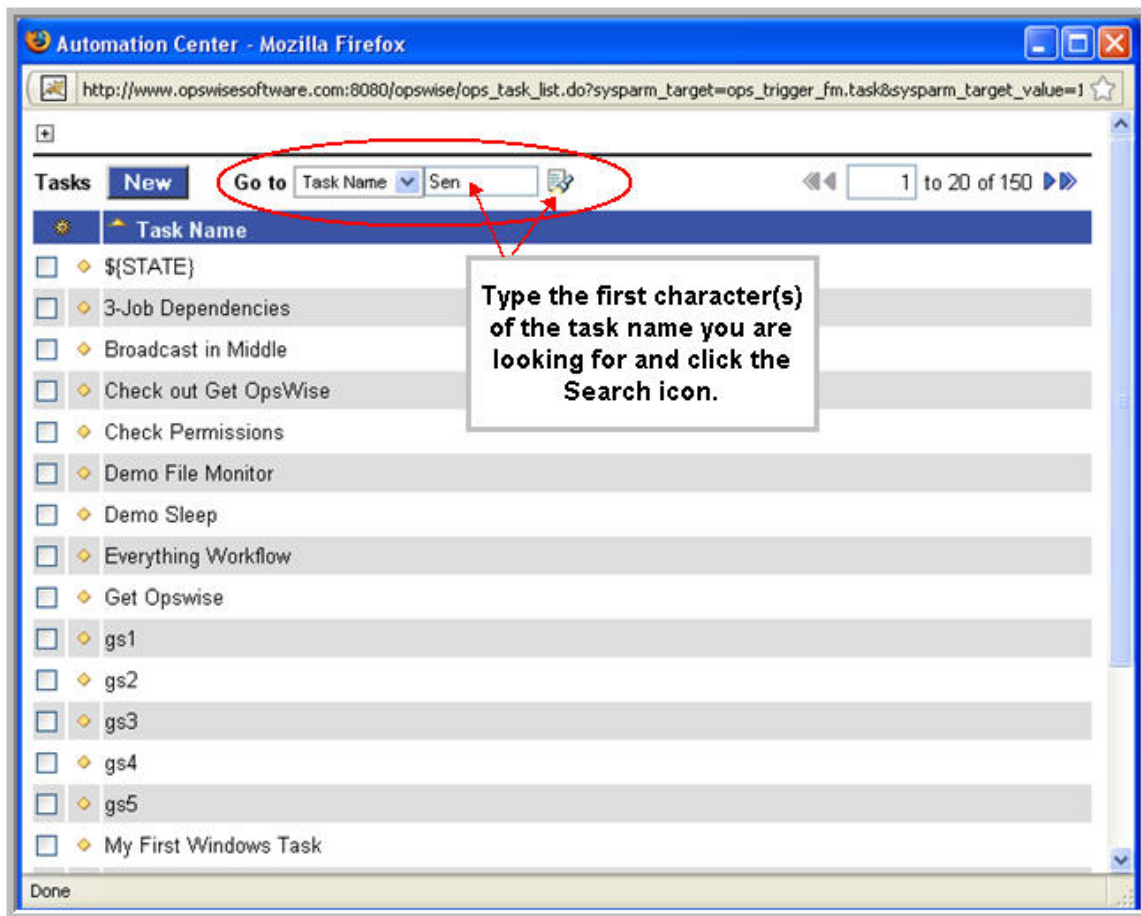 Automation Center - Mozilla Firefox
http://www.opswisesoftware.com:8080/opswise/ops_task_list.do?sysparm_target=ops_trigger_fm.task&sysparm_target_value=1
Tasks New Go to Task Name Sen 1 to 20 of 150
Task Name
${STATE}
3-Job Dependencies
Broadcast in Middle
Check out Get OpsWise
Check Permissions
Demo File Monitor
Demo Sleep
Everything Workflow
Get Opswise
gs1
gs2
gs3
gs4
gs5
My First Windows Task
Type the first character(s)
of the task name you are
looking for and click the
Search icon.
Done